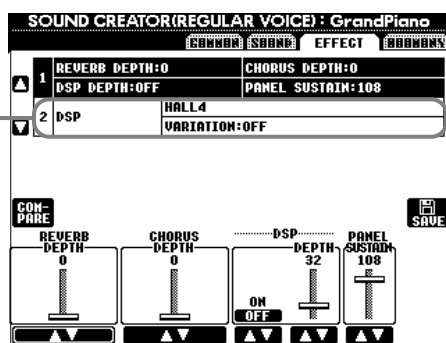 SOUND CREATOR(REGULAR VOICE): GrandPiano
COMMON SOUND EFFECT HARMONY
1 REVERB DEPTH:0 CHORUS DEPTH:0
DSP DEPTH:OFF PANEL SUSTAIN:108
2 DSP HALL4
VARIATION:OFF
COM-
PARE
SAVE
REVERB DEPTH
0
CHORUS DEPTH
0
DSP
ON
OFF
DEPTH
32
PANEL SUSTAIN
108